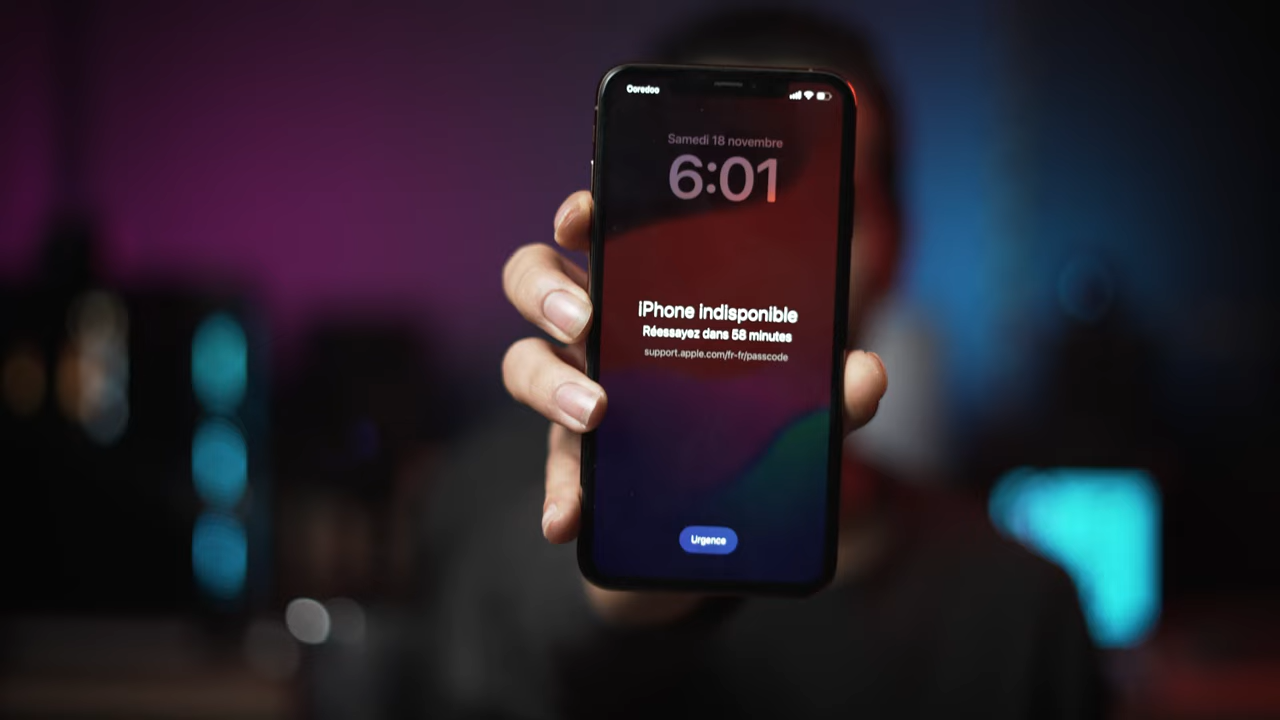 Ooredoo
Samedi 18 novembre
6:01
iPhone indisponible
Réessayez dans 58 minutes
support.apple.com/fr-fr/passcode
Urgence